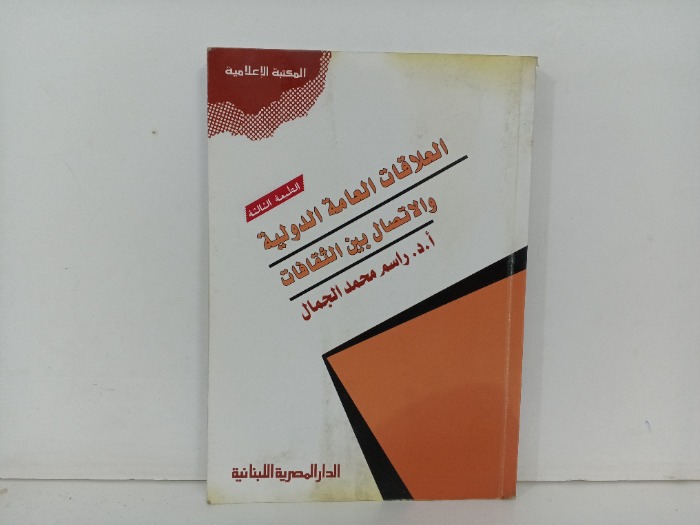 المكتبة الإعلامية
الطبعة الثالثة
العلاقات العامة الدولية
والاتصال بين الثقافات
أ.د. راسم محمد الجمال
الدار المصرية اللبنانية